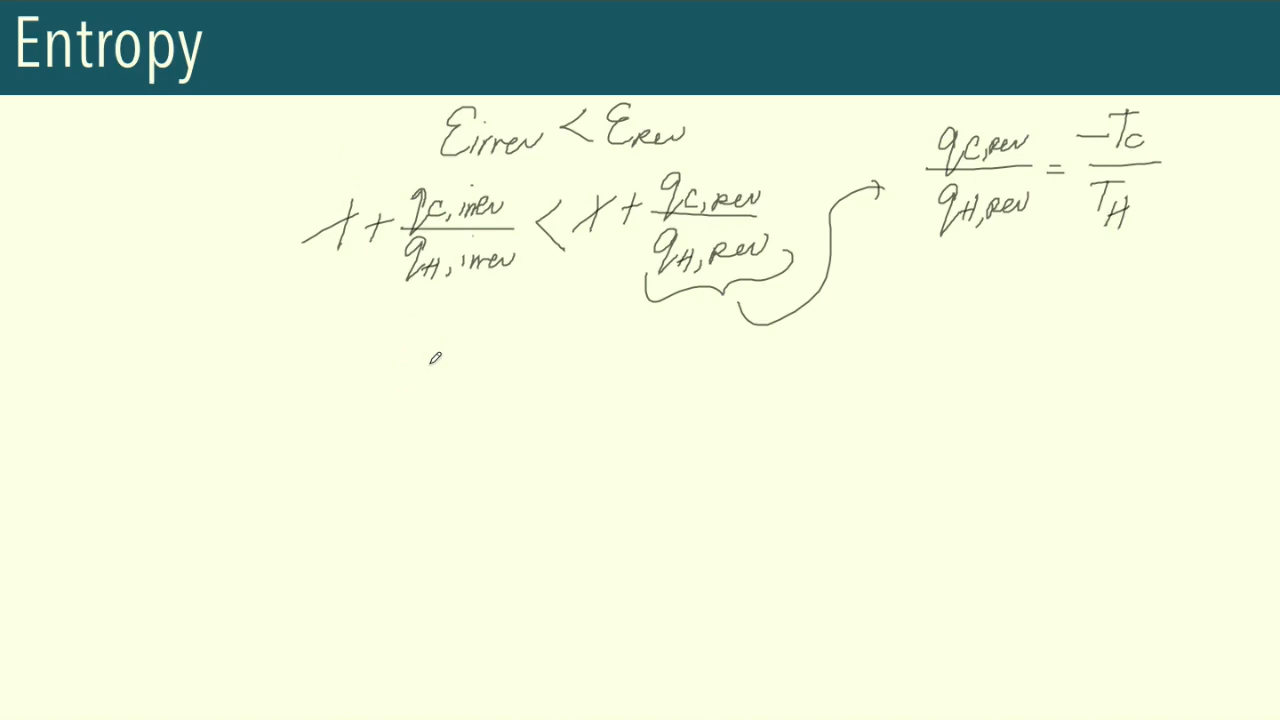 Entropy
εirrev < εRev
1 + qC,irrev / qH,irrev < 1 + qC,Rev / qH,Rev
qC,Rev / qH,Rev = −TC / TH